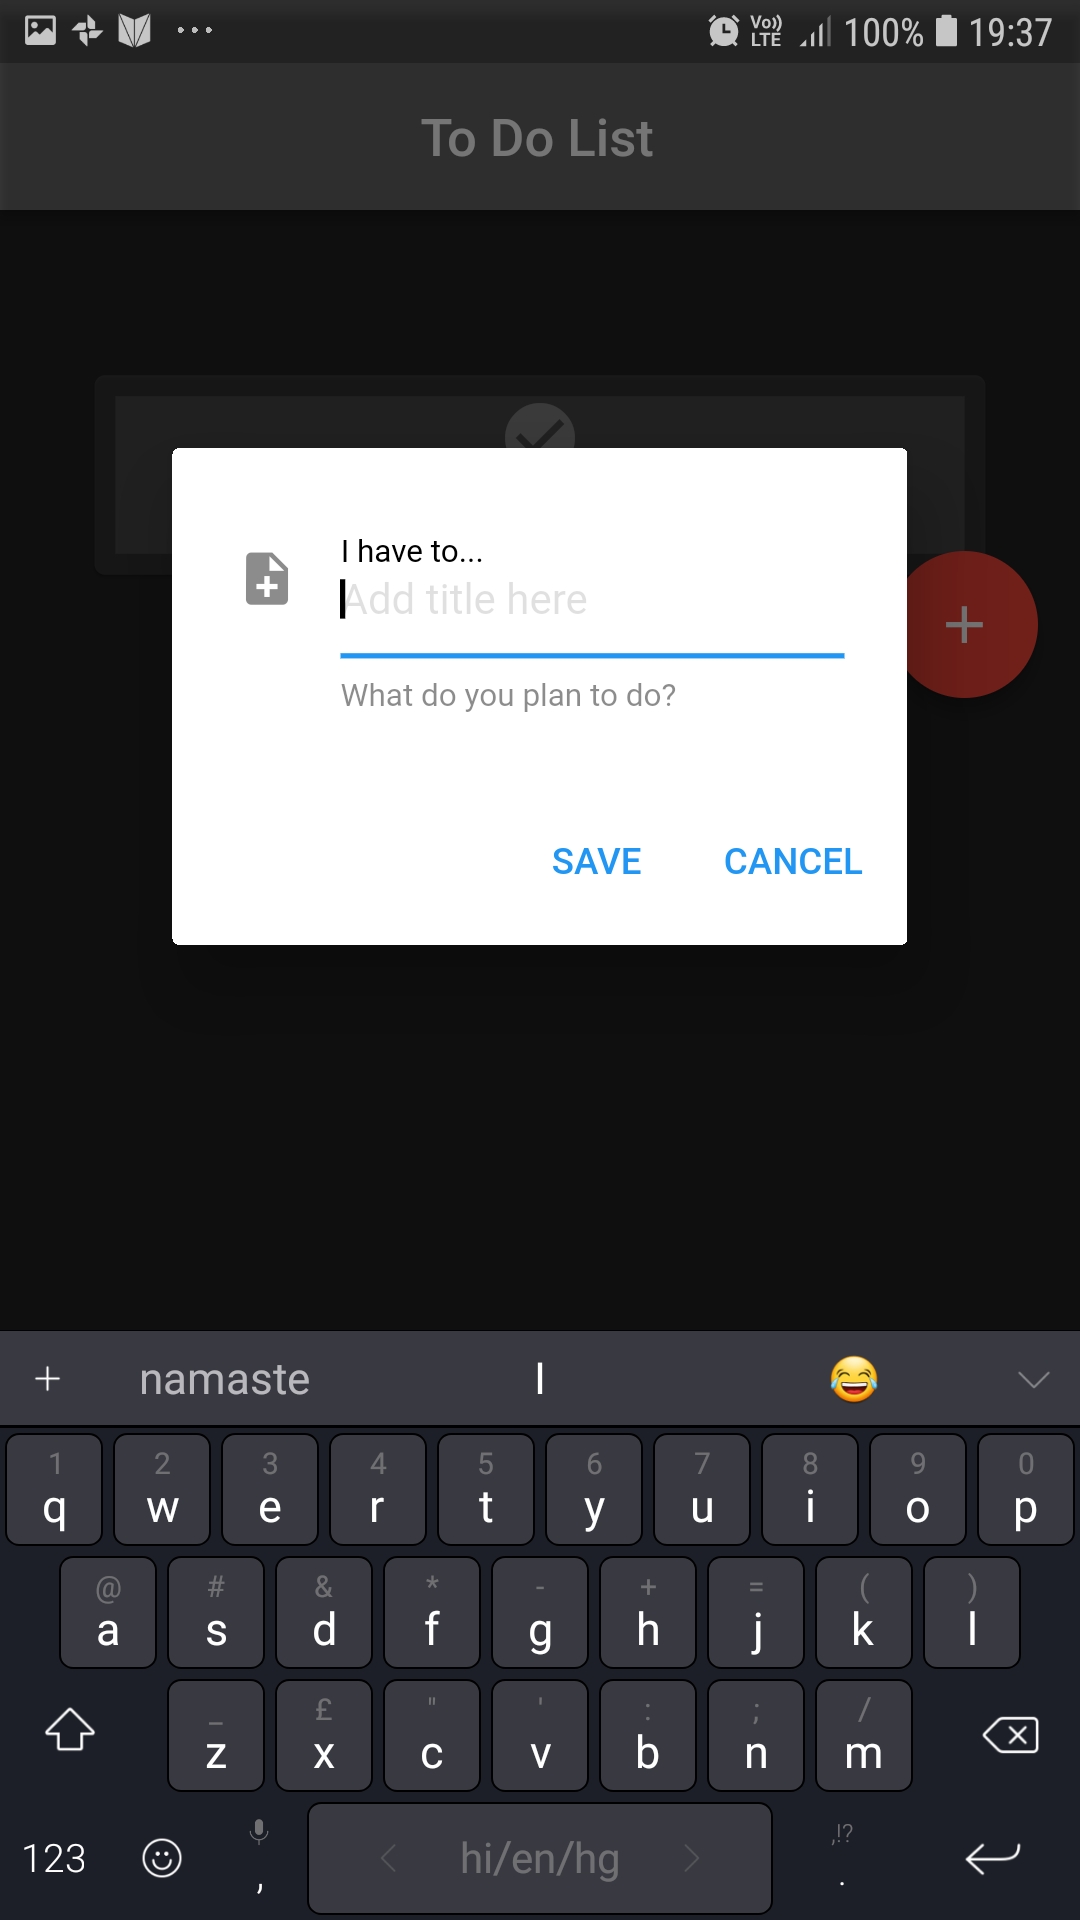 Vo)) LTE 100% 19:37
To Do List
I have to...
Add title here
What do you plan to do?
SAVE CANCEL
+ namaste I 😂
1 2 3 4 5 6 7 8 9 0
q w e r t y u i o p
@ # & * - + = ( )
a s d f g h j k l
_ £ " ' : ; /
z x c v b n m
123 , < hi/en/hg > ,!? .